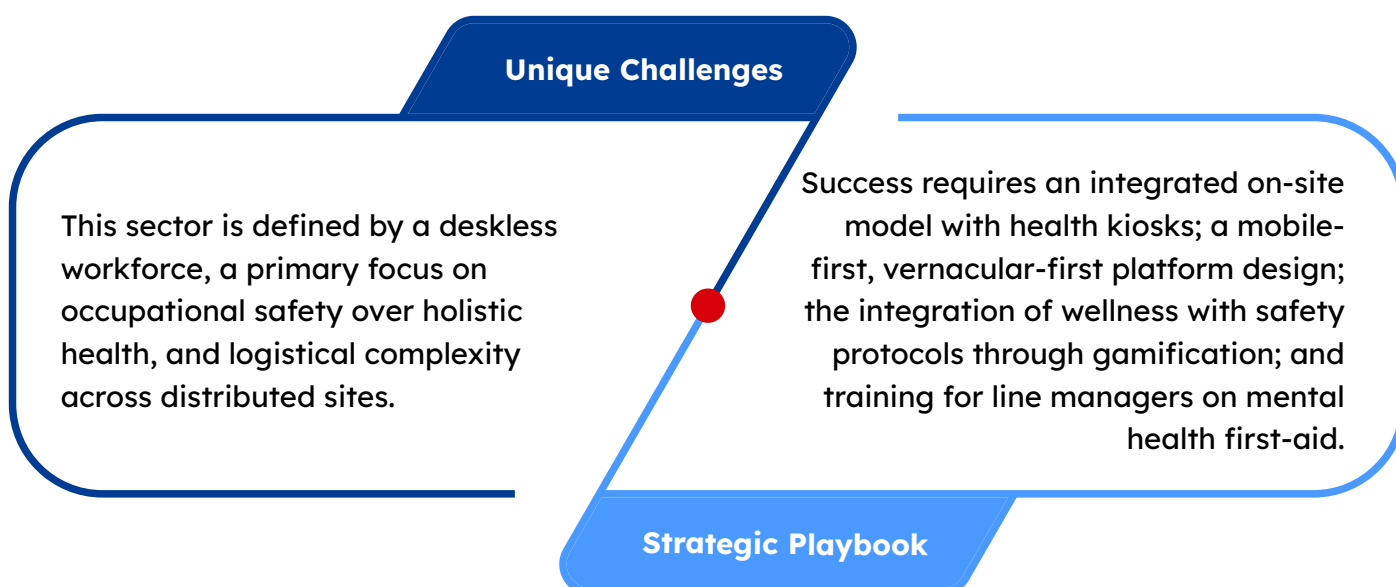 Unique Challenges
This sector is defined by a deskless
workforce, a primary focus on
occupational safety over holistic
health, and logistical complexity
across distributed sites.
Success requires an integrated on-site
model with health kiosks; a mobile-
first, vernacular-first platform design;
the integration of wellness with safety
protocols through gamification; and
training for line managers on mental
health first-aid.
Strategic Playbook